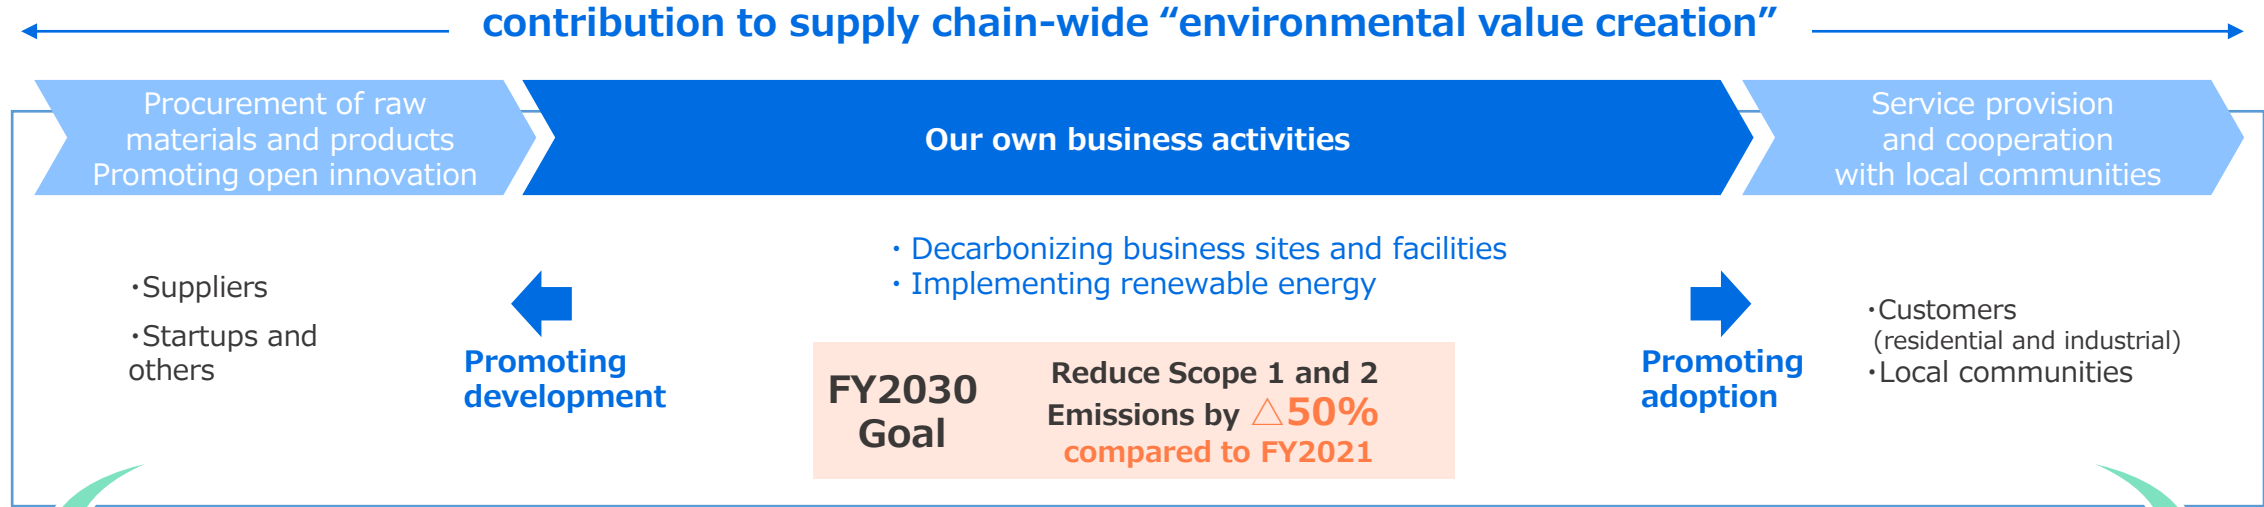 contribution to supply chain-wide “environmental value creation”
Procurement of raw
materials and products
Promoting open innovation
Our own business activities
Service provision
and cooperation
with local communities
・Suppliers
・Startups and
others
Promoting
development
・Decarbonizing business sites and facilities
・Implementing renewable energy
FY2030
Goal
Reduce Scope 1 and 2
Emissions by △50%
compared to FY2021
Promoting
adoption
・Customers
(residential and industrial)
・Local communities